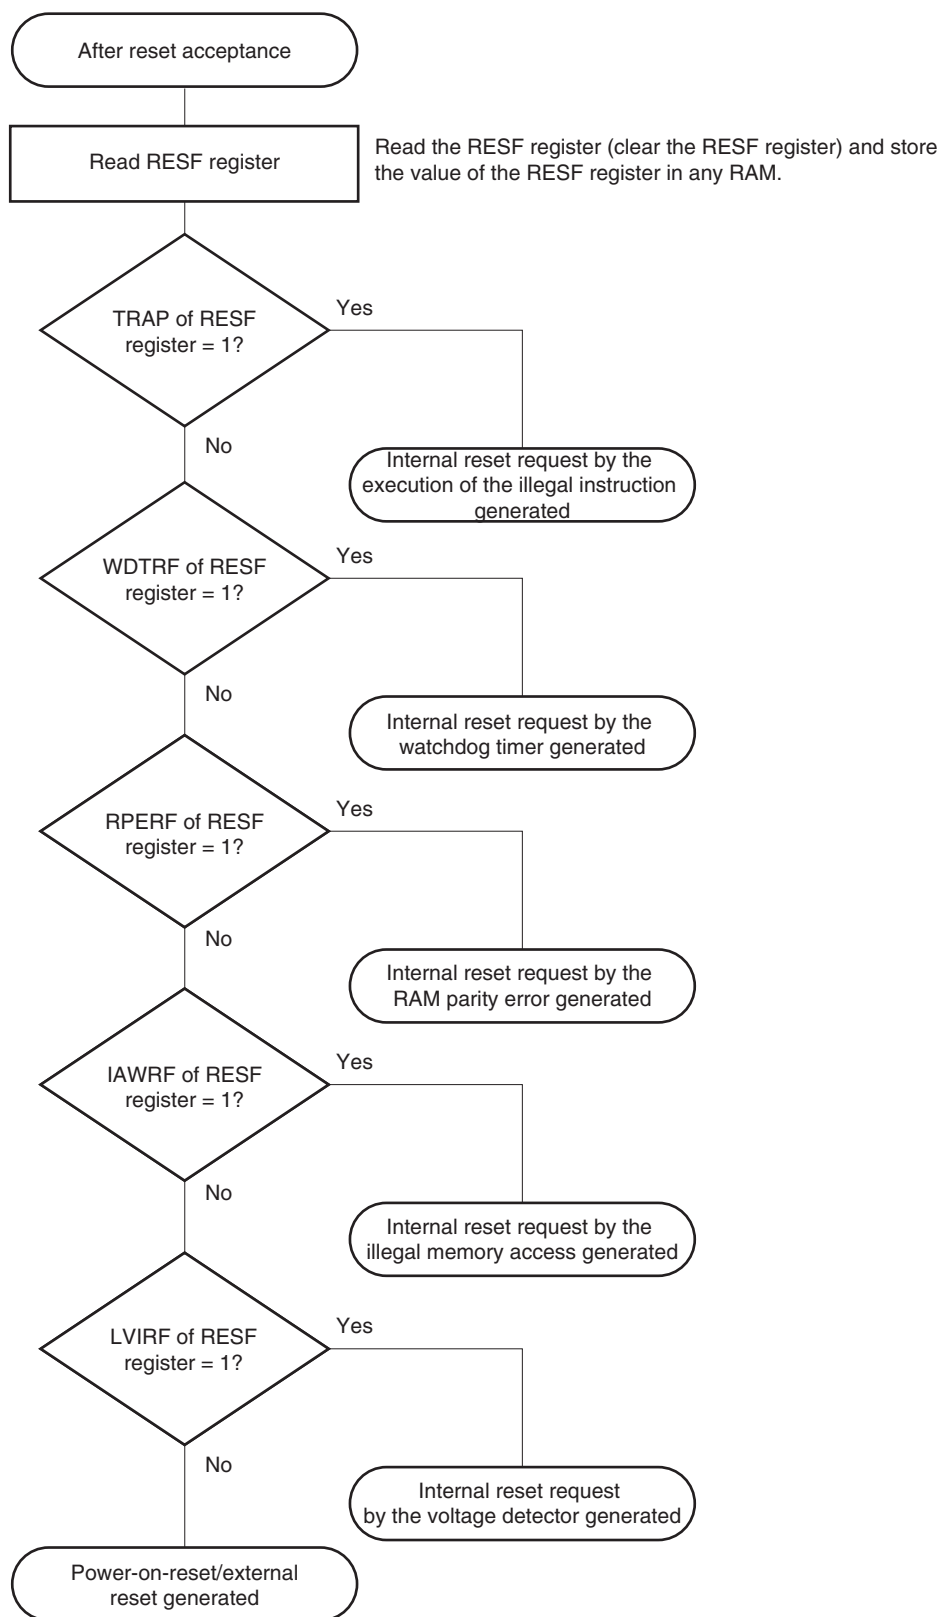 After reset acceptance
Read RESF register
Read the RESF register (clear the RESF register) and store
the value of the RESF register in any RAM.
TRAP of RESF
register = 1?
Yes
No
Internal reset request by the
execution of the illegal instruction
generated
WDTRF of RESF
register = 1?
Yes
No
Internal reset request by the
watchdog timer generated
RPERF of RESF
register = 1?
Yes
No
Internal reset request by the
RAM parity error generated
IAWRF of RESF
register = 1?
Yes
No
Internal reset request by the
illegal memory access generated
LVIRF of RESF
register = 1?
Yes
No
Internal reset request
by the voltage detector generated
Power-on-reset/external
reset generated